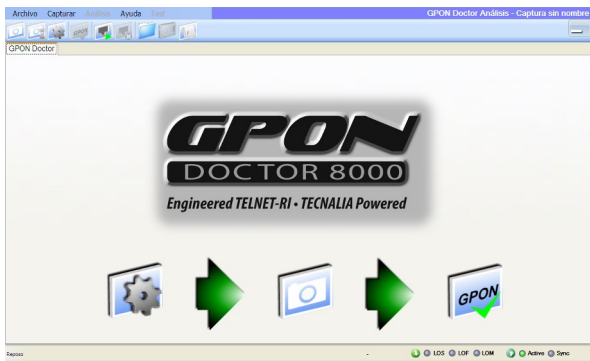 Archivo Capturar Análisis Ayuda Test
GPON Doctor Análisis - Captura sin nombre
GPON Doctor
GPON
DOCTOR 8000
Engineered TELNET-RI • TECNALIA Powered
GPON
Reposo - LOS LOF LOM Activo Sync